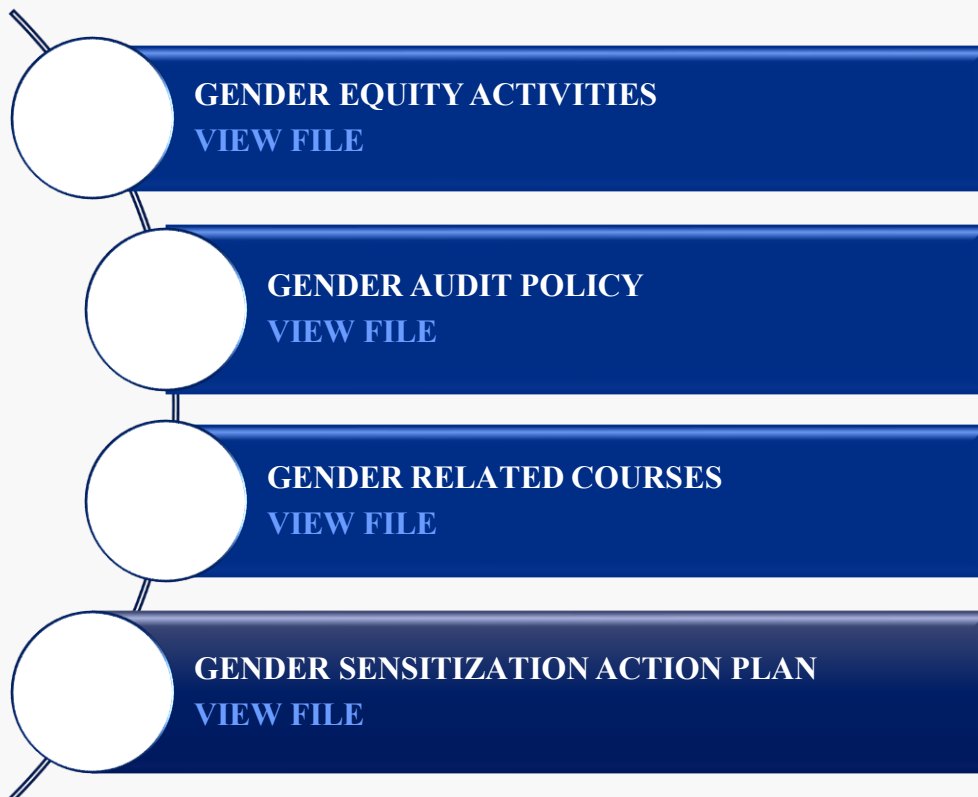 GENDER EQUITY ACTIVITIES
VIEW FILE
GENDER AUDIT POLICY
VIEW FILE
GENDER RELATED COURSES
VIEW FILE
GENDER SENSITIZATION ACTION PLAN
VIEW FILE